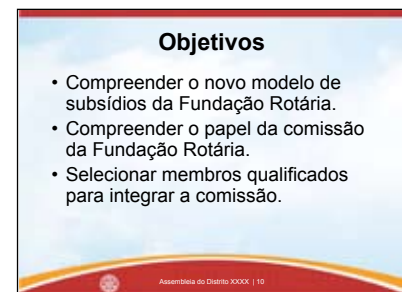 Objetivos
• Compreender o novo modelo de
subsídios da Fundação Rotária.
• Compreender o papel da comissão
da Fundação Rotária.
• Selecionar membros qualificados
para integrar a comissão.
Assembleia do Distrito XXXX | 10